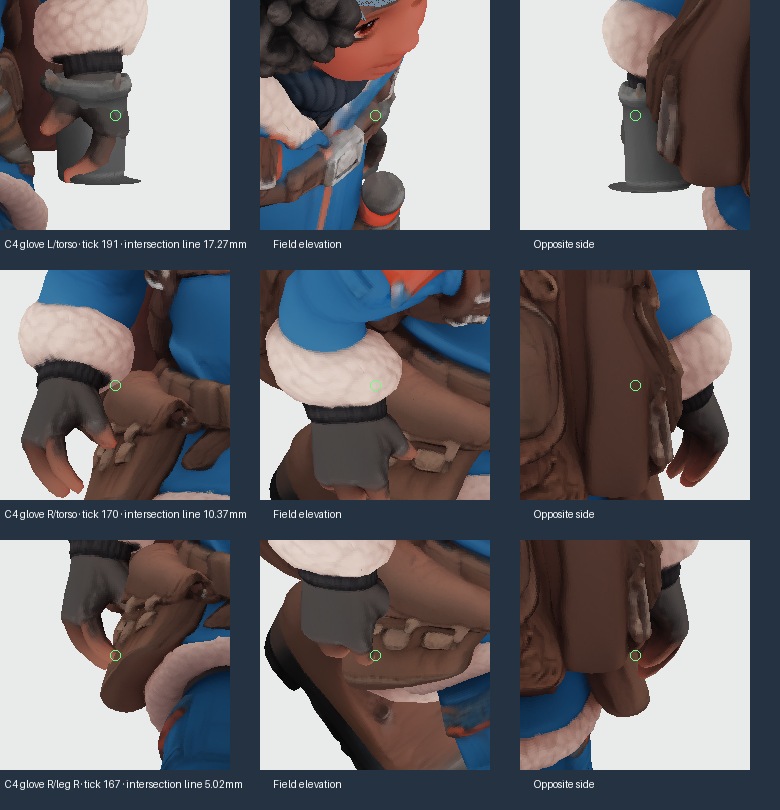 C4 glove L/torso · tick 191 · intersection line 17.27mm
Field elevation
Opposite side
C4 glove R/torso · tick 170 · intersection line 10.37mm
Field elevation
Opposite side
C4 glove R/leg R · tick 167 · intersection line 5.02mm
Field elevation
Opposite side